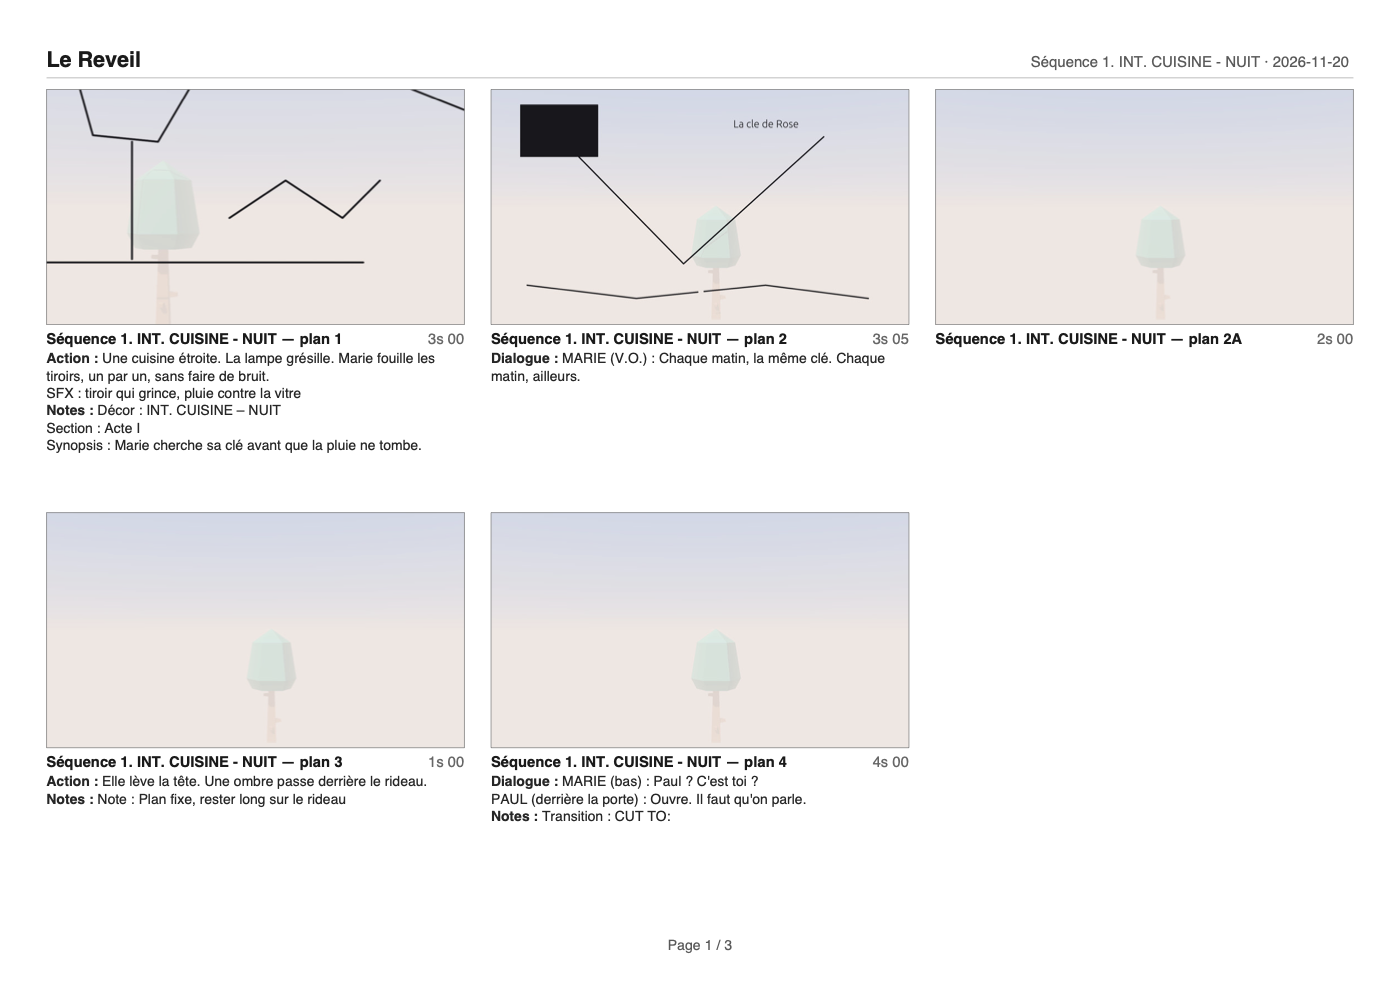 Le Reveil
Séquence 1. INT. CUISINE - NUIT · 2026-11-20
La cle de Rose
Séquence 1. INT. CUISINE - NUIT — plan 1 3s 00
Action : Une cuisine étroite. La lampe grésille. Marie fouille les
tiroirs, un par un, sans faire de bruit.
SFX : tiroir qui grince, pluie contre la vitre
Notes : Décor : INT. CUISINE – NUIT
Section : Acte I
Synopsis : Marie cherche sa clé avant que la pluie ne tombe.
Séquence 1. INT. CUISINE - NUIT — plan 2 3s 05
Dialogue : MARIE (V.O.) : Chaque matin, la même clé. Chaque
matin, ailleurs.
Séquence 1. INT. CUISINE - NUIT — plan 2A 2s 00
Séquence 1. INT. CUISINE - NUIT — plan 3 1s 00
Action : Elle lève la tête. Une ombre passe derrière le rideau.
Notes : Note : Plan fixe, rester long sur le rideau
Séquence 1. INT. CUISINE - NUIT — plan 4 4s 00
Dialogue : MARIE (bas) : Paul ? C'est toi ?
PAUL (derrière la porte) : Ouvre. Il faut qu'on parle.
Notes : Transition : CUT TO:
Page 1 / 3